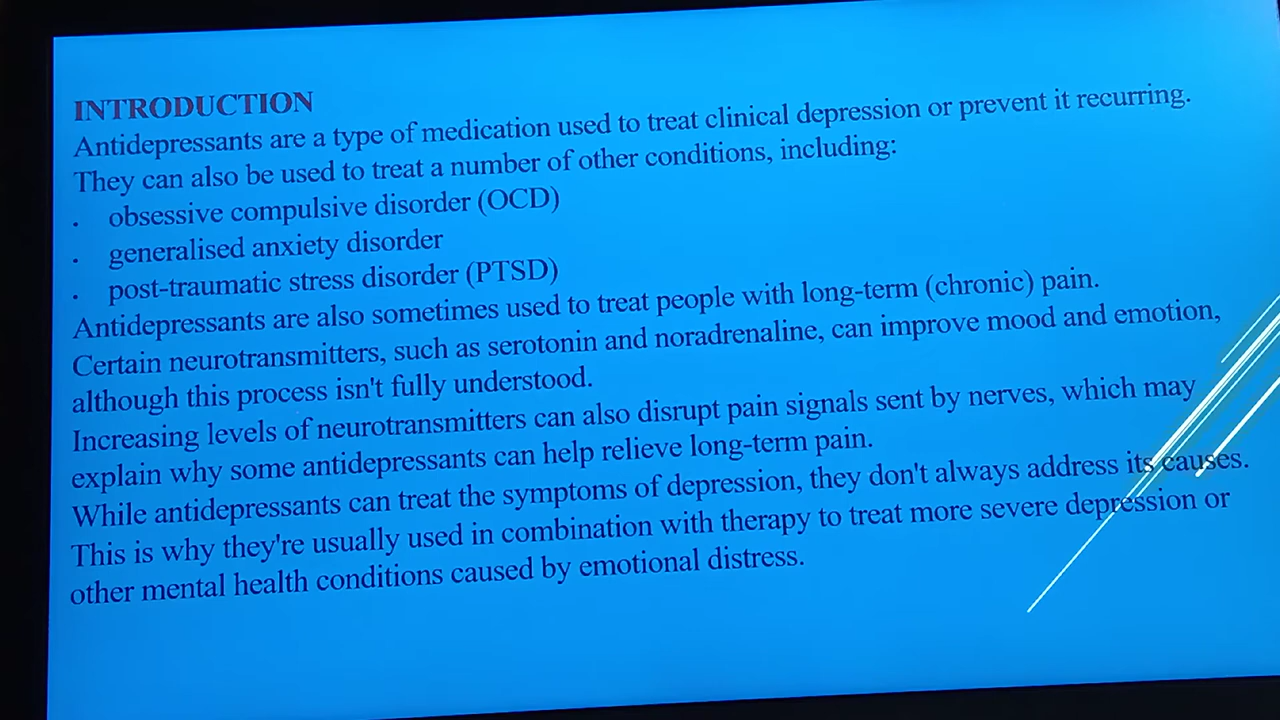 INTRODUCTION
Antidepressants are a type of medication used to treat clinical depression or prevent it recurring.
They can also be used to treat a number of other conditions, including:
. obsessive compulsive disorder (OCD)
. generalised anxiety disorder
. post-traumatic stress disorder (PTSD)
Antidepressants are also sometimes used to treat people with long-term (chronic) pain.
Certain neurotransmitters, such as serotonin and noradrenaline, can improve mood and emotion,
although this process isn't fully understood.
Increasing levels of neurotransmitters can also disrupt pain signals sent by nerves, which may
explain why some antidepressants can help relieve long-term pain.
While antidepressants can treat the symptoms of depression, they don't always address its causes.
This is why they're usually used in combination with therapy to treat more severe depression or
other mental health conditions caused by emotional distress.